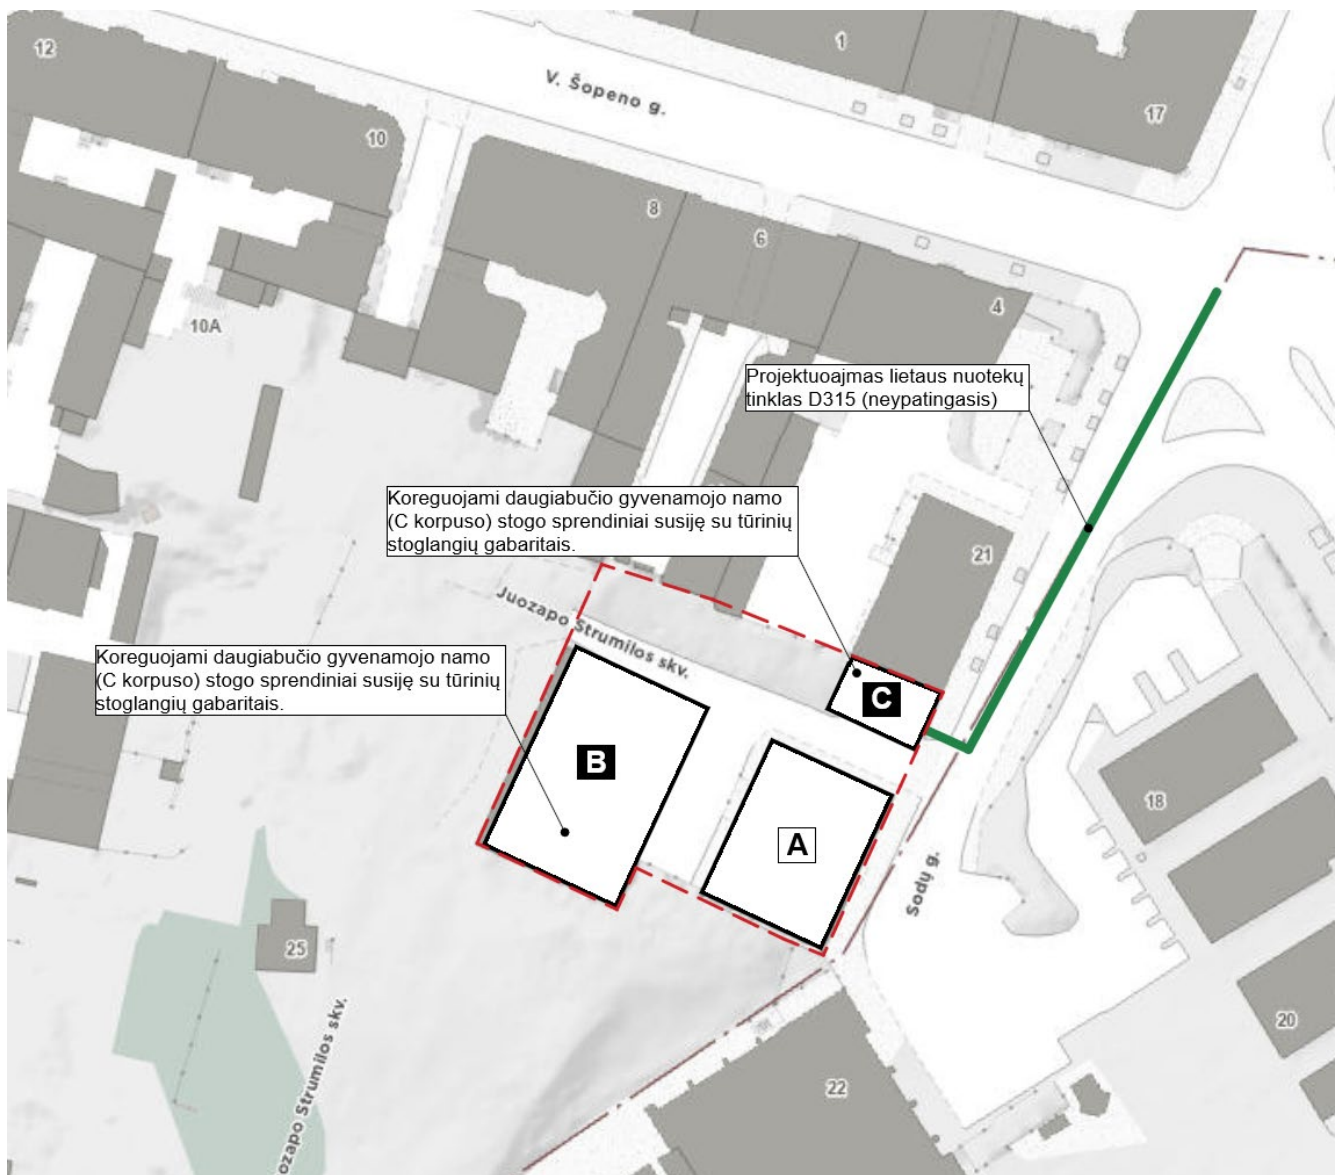 12
1
V. Šopeno g.
17
10
8
6
4
10A
Projektuoajmas lietaus nuotekų
tinklas D315 (neypatingasis)
Koreguojami daugiabučio gyvenamojo namo
(C korpuso) stogo sprendiniai susiję su tūrinių
stoglangių gabaritais.
21
Juozapo Strumilos skv.
Koreguojami daugiabučio gyvenamojo namo
(C korpuso) stogo sprendiniai susiję su tūrinių
stoglangių gabaritais.
C
B
A
18
Sodų g.
25
20
22
ozapo Strumilos skv.